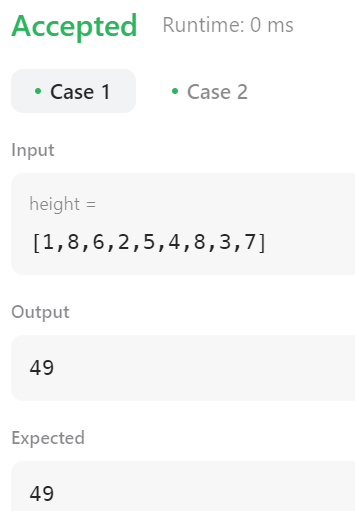 Accepted Runtime: 0 ms
• Case 1 • Case 2
Input
height =
[1,8,6,2,5,4,8,3,7]
Output
49
Expected
49